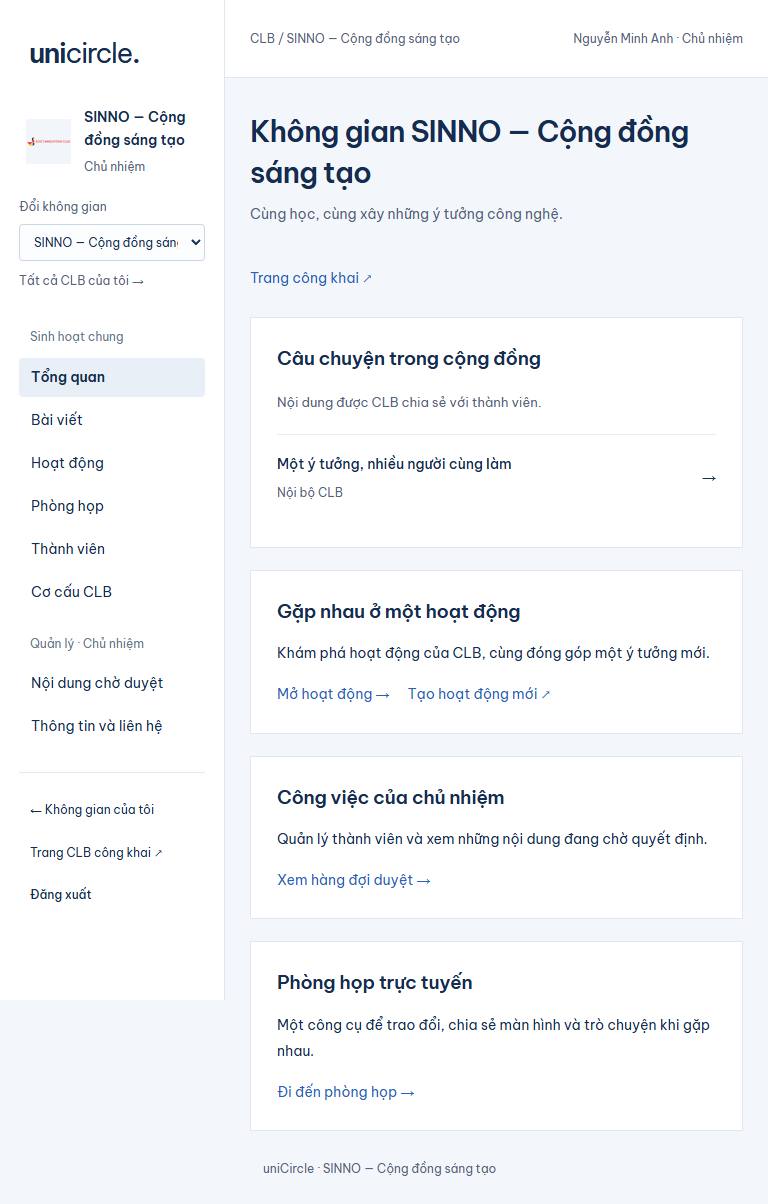 unicircle.
SINNO — Cộng
đồng sáng tạo
Chủ nhiệm
Đổi không gian
SINNO — Cộng đồng sán
Tất cả CLB của tôi →
Sinh hoạt chung
Tổng quan
Bài viết
Hoạt động
Phòng họp
Thành viên
Cơ cấu CLB
Quản lý · Chủ nhiệm
Nội dung chờ duyệt
Thông tin và liên hệ
← Không gian của tôi
Trang CLB công khai ↗
Đăng xuất
CLB / SINNO — Cộng đồng sáng tạo
Nguyễn Minh Anh · Chủ nhiệm
Không gian SINNO — Cộng đồng
sáng tạo
Cùng học, cùng xây những ý tưởng công nghệ.
Trang công khai ↗
Câu chuyện trong cộng đồng
Nội dung được CLB chia sẻ với thành viên.
Một ý tưởng, nhiều người cùng làm
Nội bộ CLB
→
Gặp nhau ở một hoạt động
Khám phá hoạt động của CLB, cùng đóng góp một ý tưởng mới.
Mở hoạt động → Tạo hoạt động mới ↗
Công việc của chủ nhiệm
Quản lý thành viên và xem những nội dung đang chờ quyết định.
Xem hàng đợi duyệt →
Phòng họp trực tuyến
Một công cụ để trao đổi, chia sẻ màn hình và trò chuyện khi gặp
nhau.
Đi đến phòng họp →
uniCircle · SINNO — Cộng đồng sáng tạo